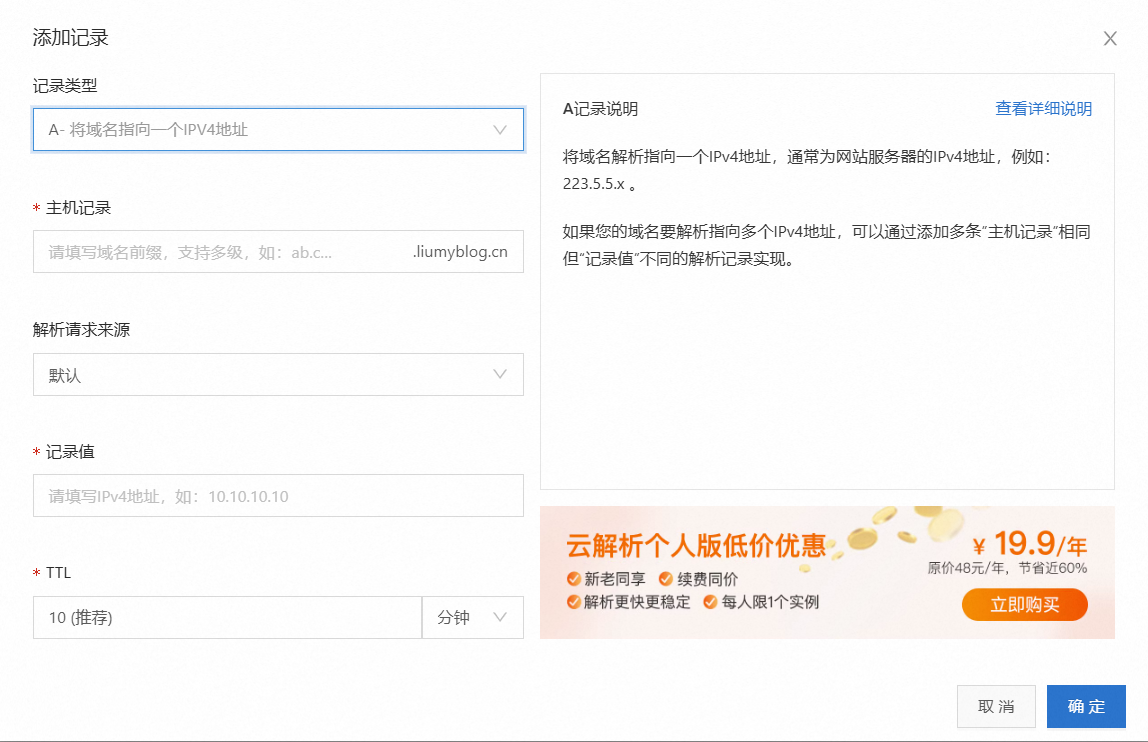 添加记录
记录类型
A- 将域名指向一个IPV4地址
* 主机记录
请填写域名前缀，支持多级，如：ab.c... .liumyblog.cn
解析请求来源
默认
* 记录值
请填写IPv4地址，如：10.10.10.10
* TTL
10 (推荐) 分钟
A记录说明 查看详细说明
将域名解析指向一个IPv4地址，通常为网站服务器的IPv4地址，例如：
223.5.5.x 。
如果您的域名要解析指向多个IPv4地址，可以通过添加多条“主机记录”相同
但“记录值”不同的解析记录实现。
云解析个人版低价优惠
新老同享 续费同价
解析更快更稳定 每人限1个实例
¥ 19.9/年
原价48元/年，节省近60%
立即购买
取 消 确 定